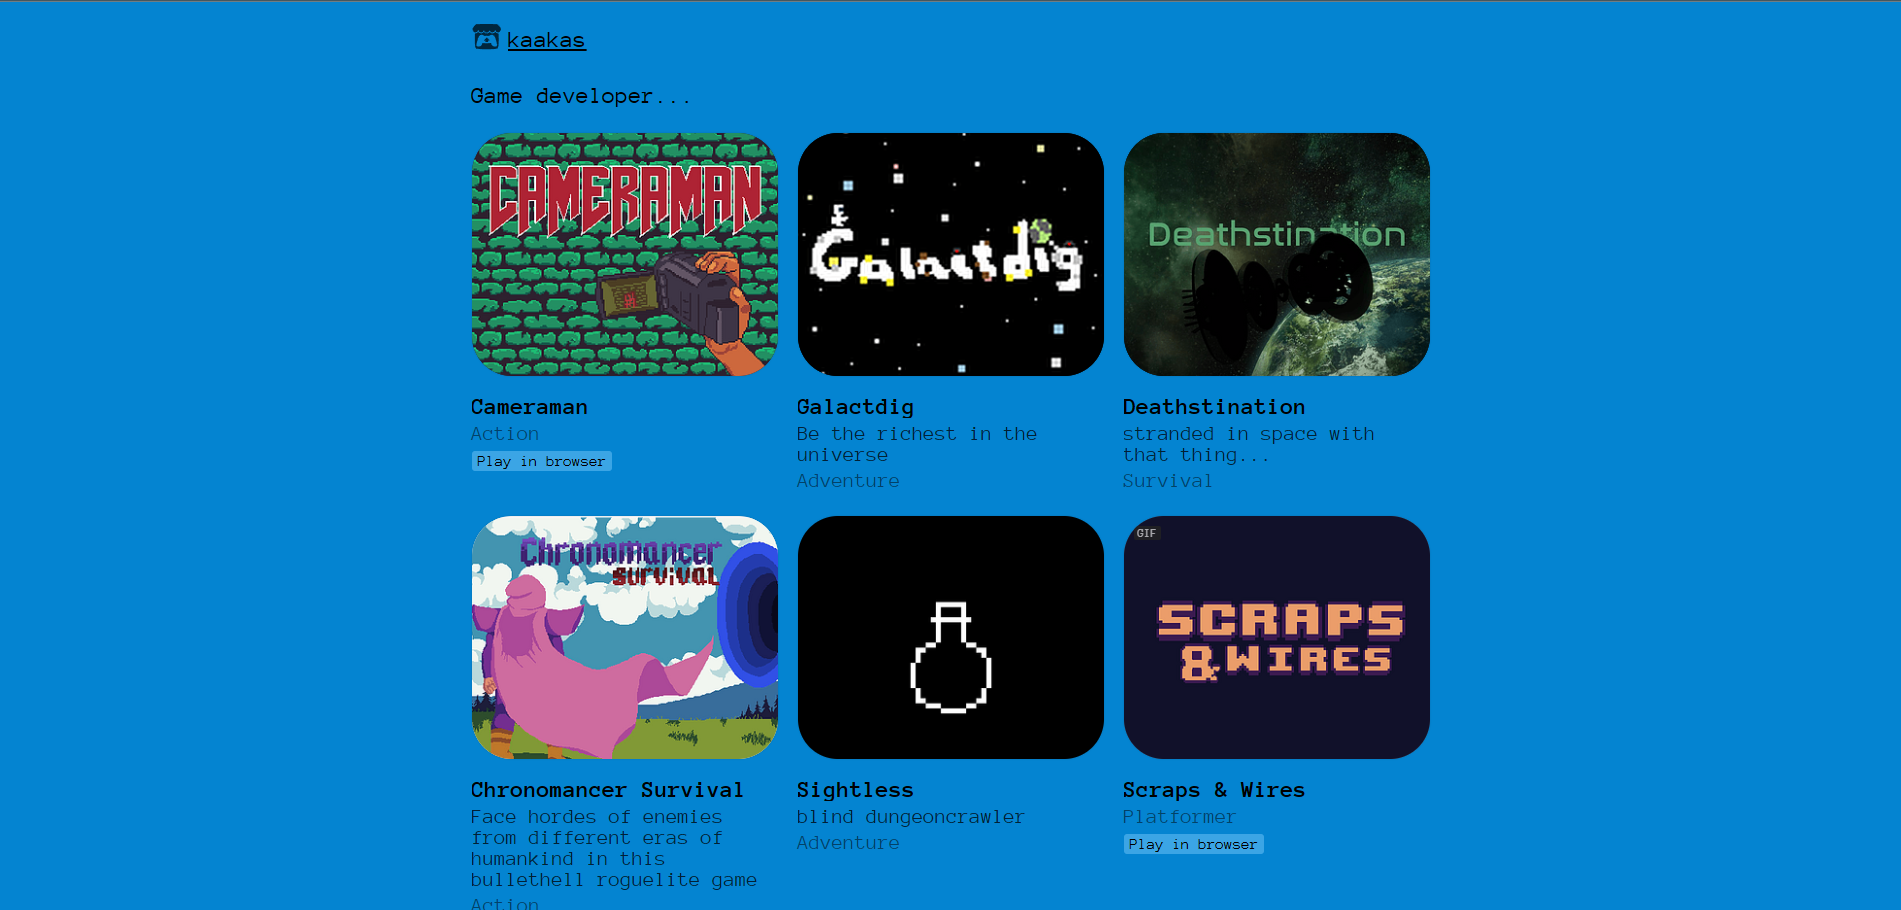 kaakas
Game developer...
CAMERAMAN
Galactdig
Deathstination
Cameraman
Action
Play in browser
Galactdig
Be the richest in the
universe
Adventure
Deathstination
stranded in space with
that thing...
Survival
Chronomancer
survival
GIF
SCRAPS
& WIRES
Chronomancer Survival
Face hordes of enemies
from different eras of
humankind in this
bullethell roguelite game
Action
Sightless
blind dungeoncrawler
Adventure
Scraps & Wires
Platformer
Play in browser